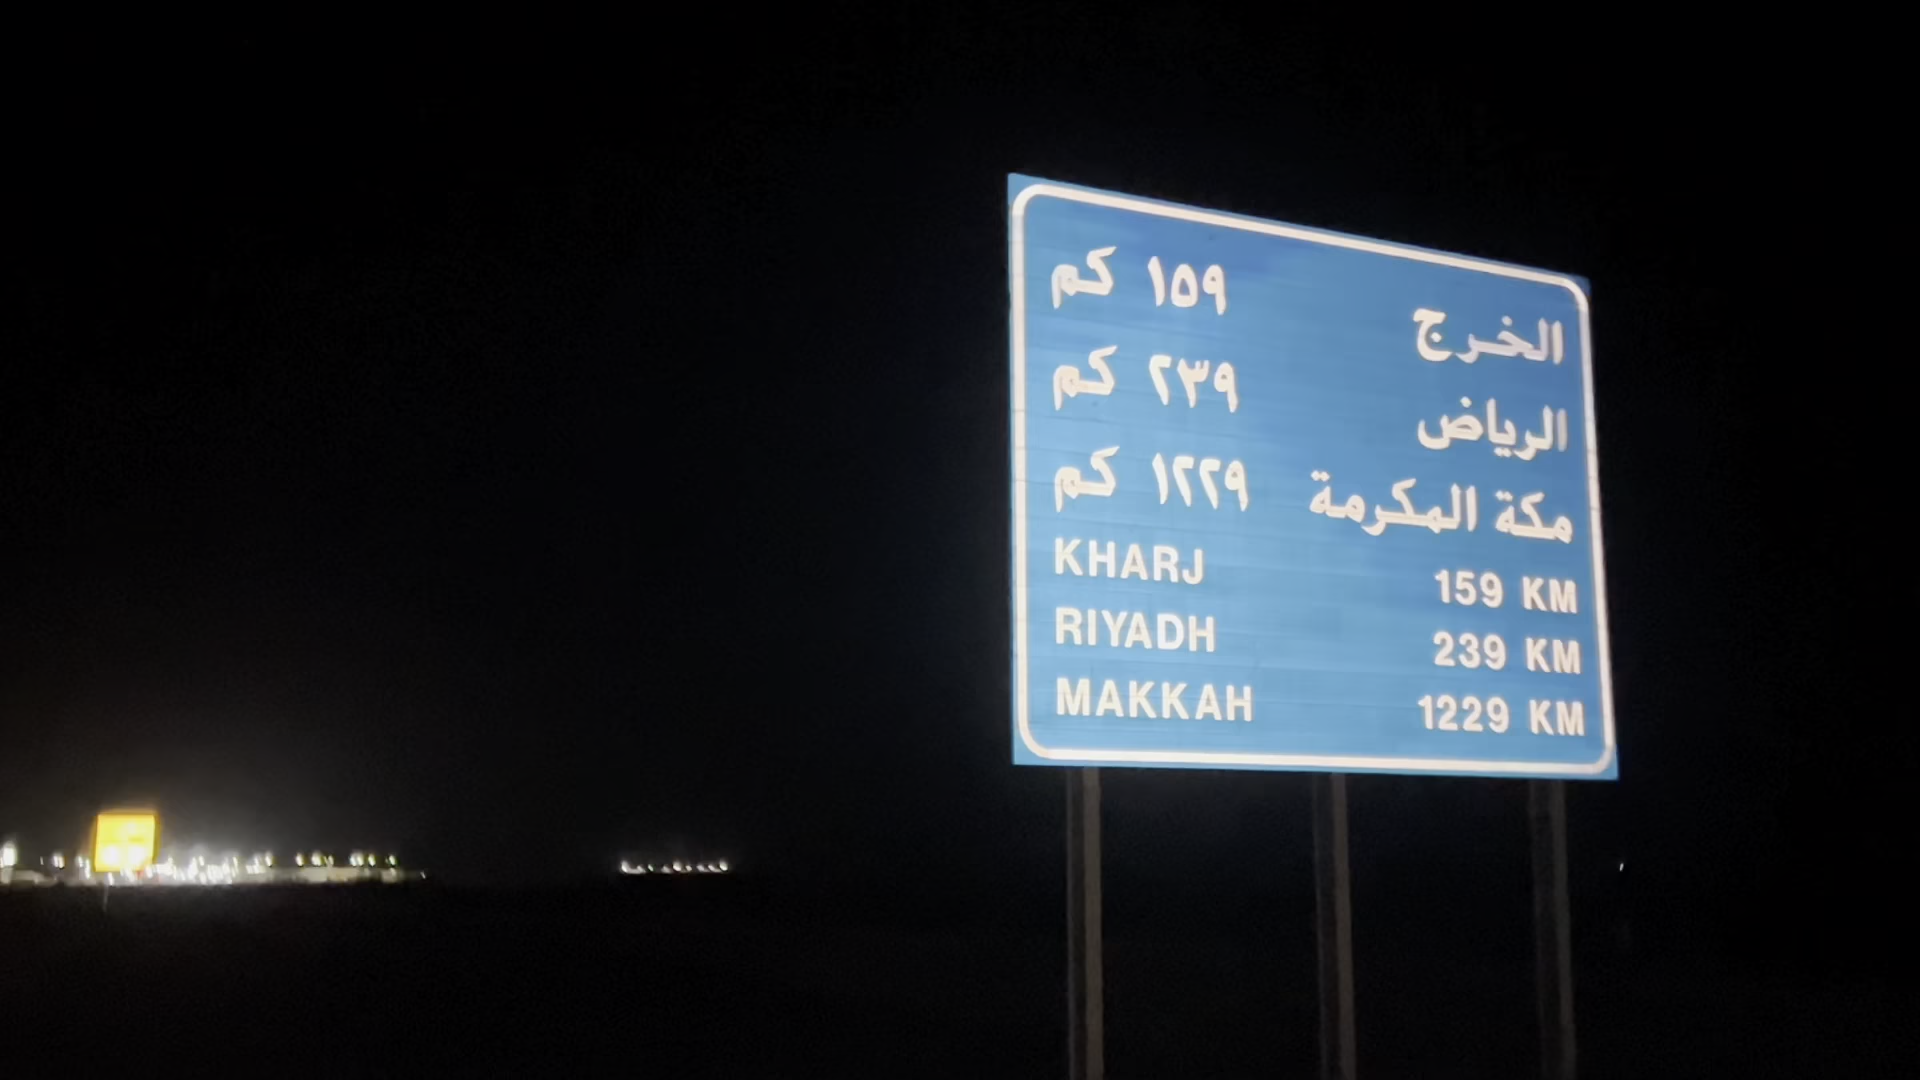 الخرج ١٥٩ كم
الرياض ٢٣٩ كم
مكة المكرمة ١٢٢٩ كم
KHARJ 159 KM
RIYADH 239 KM
MAKKAH 1229 KM